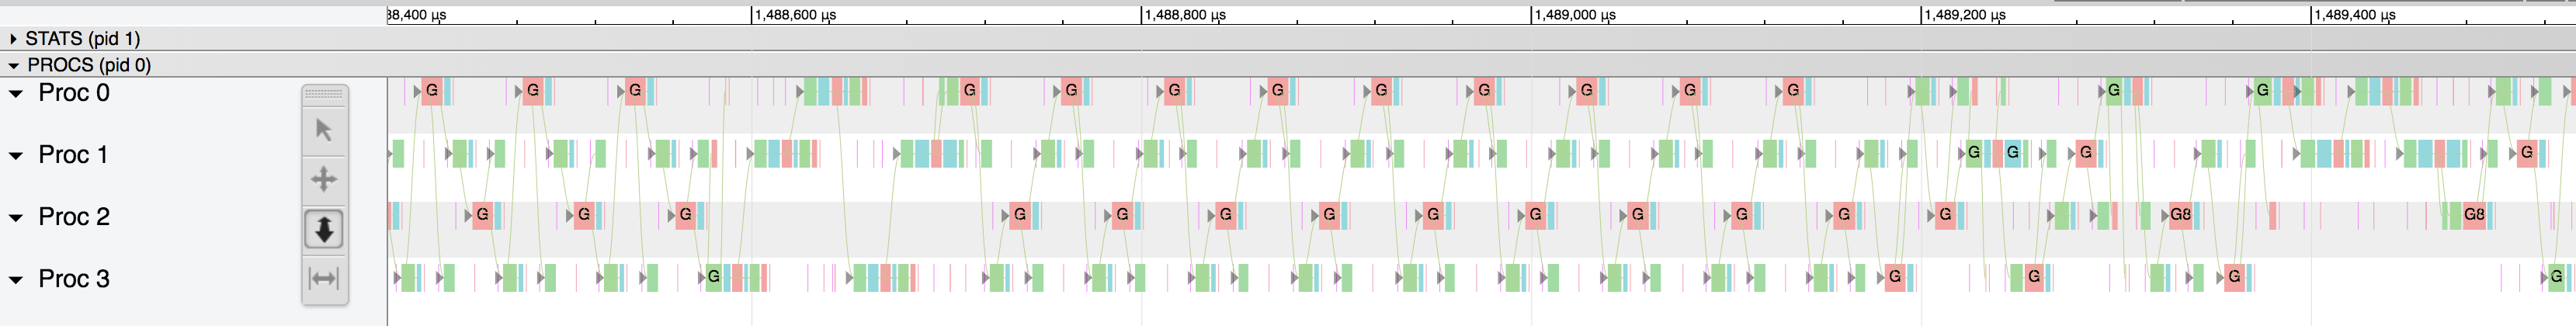 38,400 µs 1,488,600 µs 1,488,800 µs 1,489,000 µs 1,489,200 µs 1,489,400 µs
STATS (pid 1)
PROCS (pid 0)
Proc 0 G G G G G G G G G G G G G G
Proc 1 G G G G
Proc 2 G G G G G G G G G G G G G G8 G8
Proc 3 G G G G G